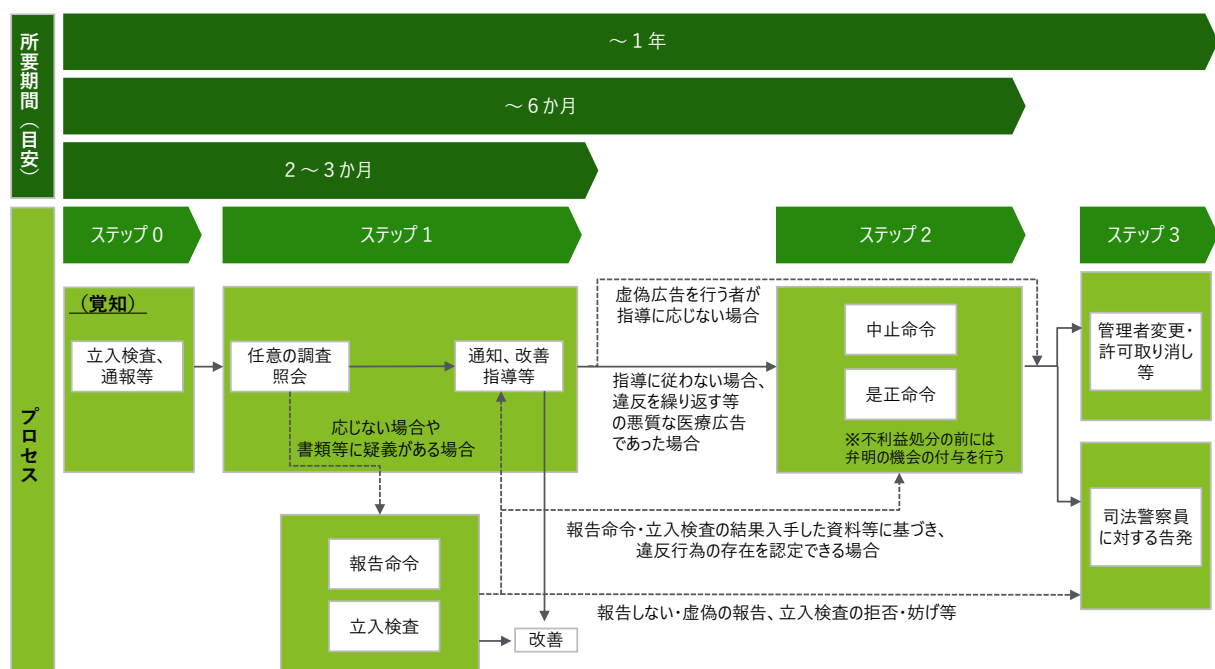 所要期間（目安）
～１年
～６か月
２～３か月
プロセス
ステップ０
ステップ１
ステップ２
ステップ３
（覚知）
立入検査、
通報等
任意の調査
照会
通知、改善
指導等
応じない場合や
書類等に疑義がある場合
報告命令
立入検査
改善
虚偽広告を行う者が
指導に応じない場合
指導に従わない場合、
違反を繰り返す等
の悪質な医療広告
であった場合
中止命令
是正命令
※不利益処分の前には
弁明の機会の付与を行う
報告命令・立入検査の結果入手した資料等に基づき、
違反行為の存在を認定できる場合
報告しない・虚偽の報告、立入検査の拒否・妨げ等
管理者変更・
許可取り消し
等
司法警察員
に対する告発